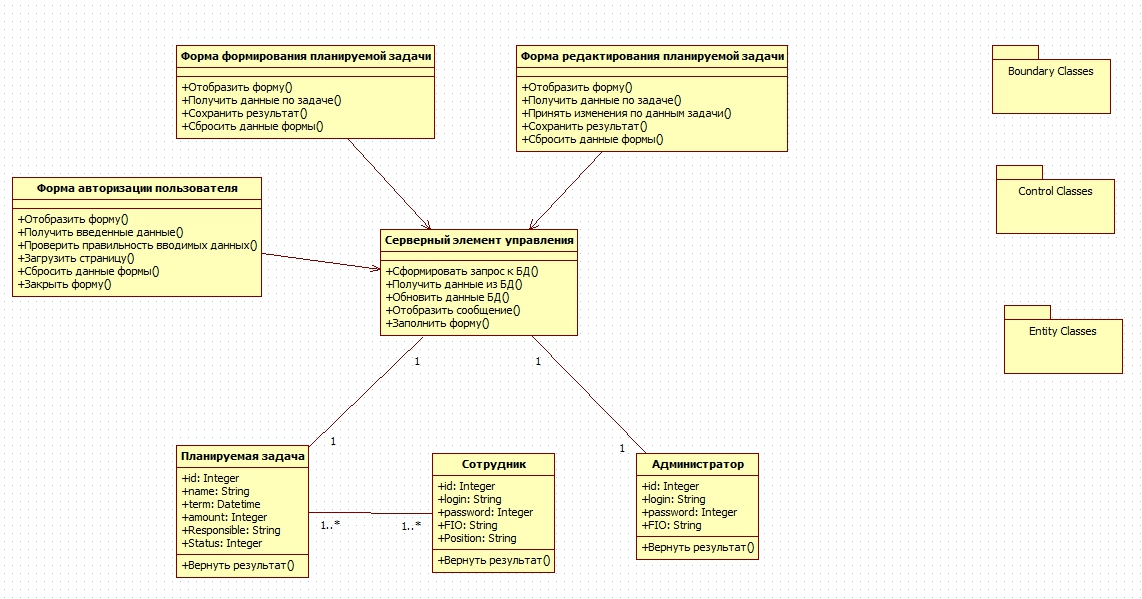 Форма формирования планируемой задачи
+Отобразить форму()
+Получить данные по задаче()
+Сохранить результат()
+Сбросить данные формы()
Форма редактирования планируемой задачи
+Отобразить форму()
+Получить данные по задаче()
+Принять изменения по данным задачи()
+Сохранить результат()
+Сбросить данные формы()
Boundary Classes
Форма авторизации пользователя
+Отобразить форму()
+Получить введенные данные()
+Проверить правильность вводимых данных()
+Загрузить страницу()
+Сбросить данные формы()
+Закрыть форму()
Control Classes
Серверный элемент управления
+Сформировать запрос к БД()
+Получить данные из БД()
+Обновить данные БД()
+Отобразить сообщение()
+Заполнить форму()
Entity Classes
1
1
1
1
Планируемая задача
+id: Integer
+name: String
+term: Datetime
+amount: Integer
+Responsible: String
+Status: Integer
+Вернуть результат()
1..*
1..*
Сотрудник
+id: Integer
+login: String
+password: Integer
+FIO: String
+Position: String
+Вернуть результат()
Администратор
+id: Integer
+login: String
+password: Integer
+FIO: String
+Вернуть результат()